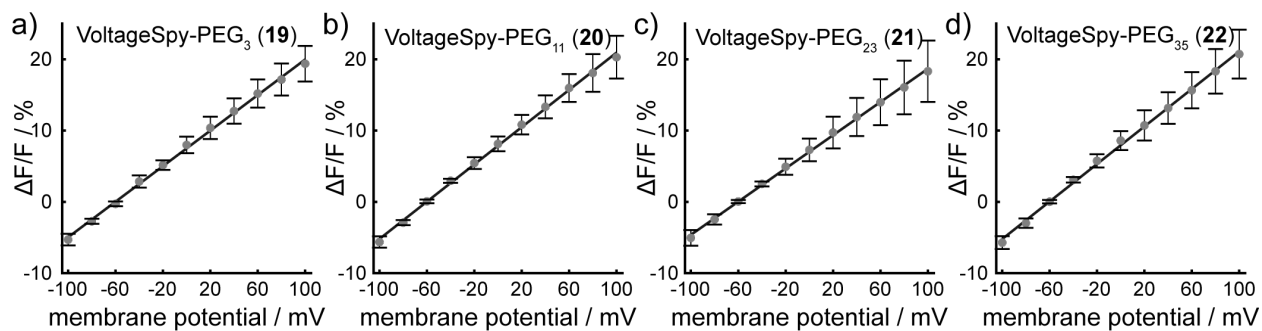 a) VoltageSpy-PEG₃ (19)
ΔF/F / %
20
10
0
-10
-100 -60 -20 20 60 100
membrane potential / mV
b) VoltageSpy-PEG₁₁ (20)
ΔF/F / %
20
10
0
-10
-100 -60 -20 20 60 100
membrane potential / mV
c) VoltageSpy-PEG₂₃ (21)
ΔF/F / %
20
10
0
-10
-100 -60 -20 20 60 100
membrane potential / mV
d) VoltageSpy-PEG₃₅ (22)
ΔF/F / %
20
10
0
-10
-100 -60 -20 20 60 100
membrane potential / mV